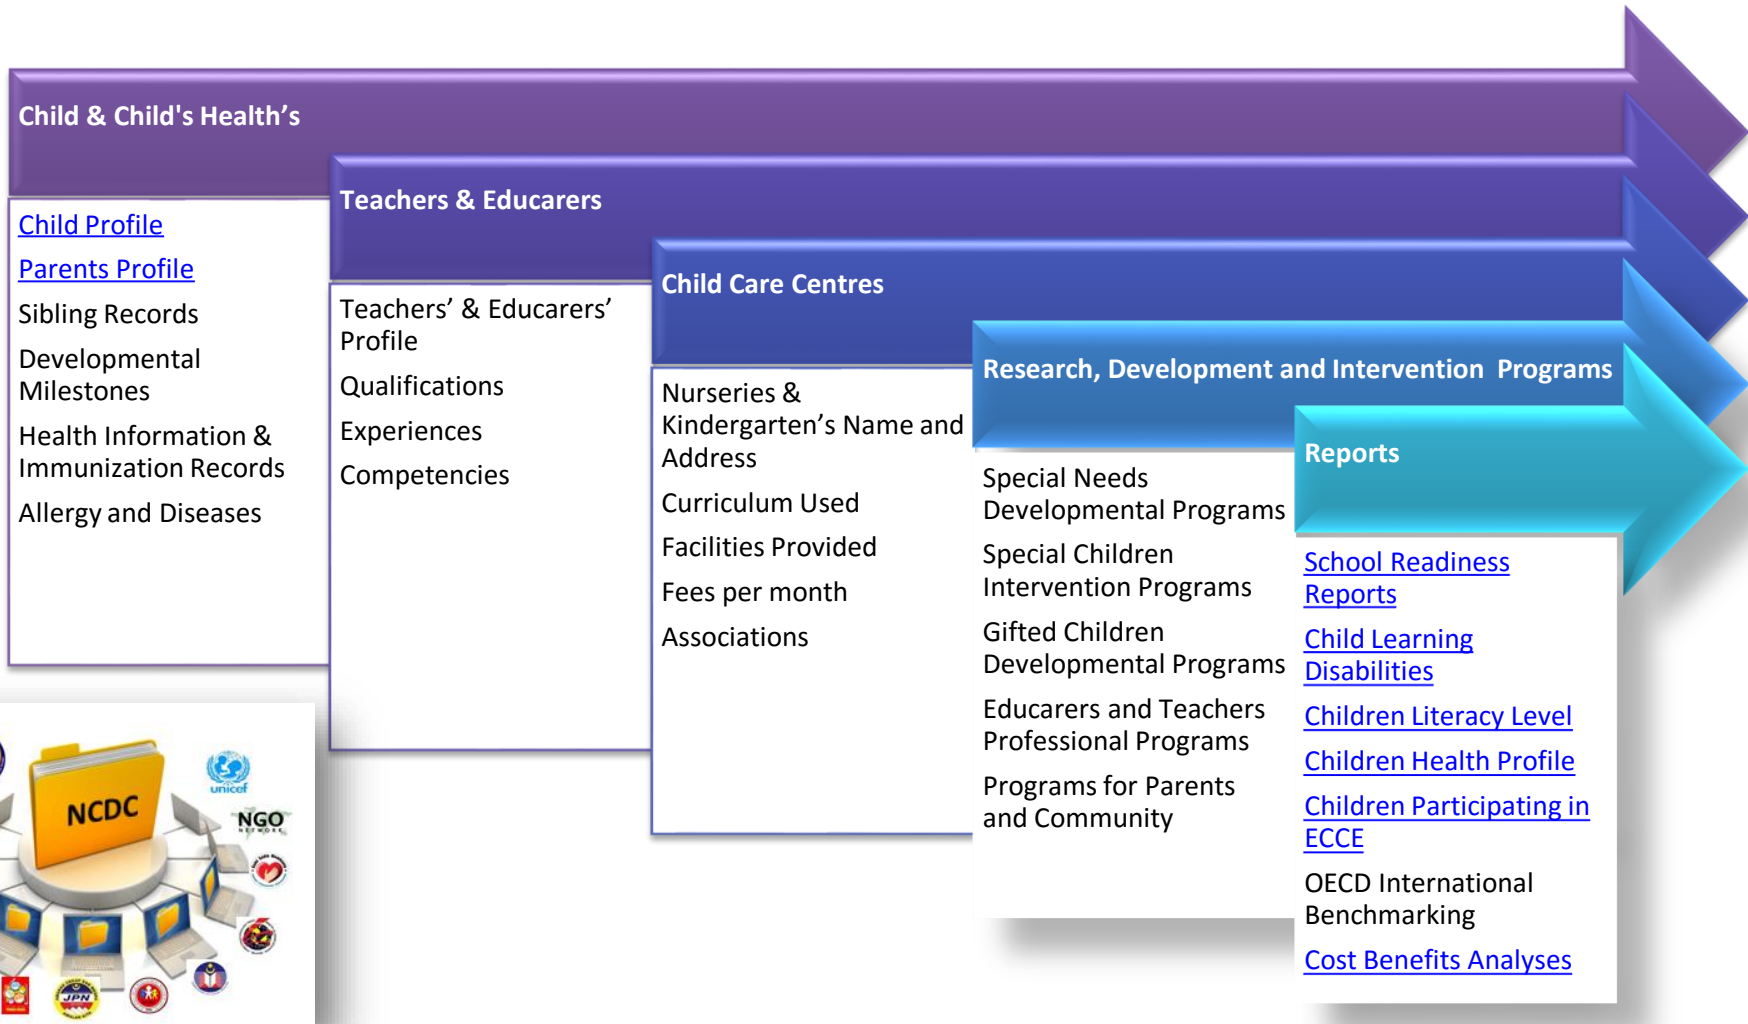 Child & Child's Health’s
Child Profile
Parents Profile
Sibling Records
Developmental
Milestones
Health Information &
Immunization Records
Allergy and Diseases
Teachers & Educarers
Teachers’ & Educarers’
Profile
Qualifications
Experiences
Competencies
Child Care Centres
Nurseries &
Kindergarten’s Name and
Address
Curriculum Used
Facilities Provided
Fees per month
Associations
Research, Development and Intervention  Programs
Special Needs
Developmental Programs
Special Children
Intervention Programs
Gifted Children
Developmental Programs
Educarers and Teachers
Professional Programs
Programs for Parents
and Community
Reports
School Readiness
Reports
Child Learning
Disabilities
Children Literacy Level
Children Health Profile
Children Participating in
ECCE
OECD International
Benchmarking
Cost Benefits Analyses
NCDC
unicef
NGO
NETWORK
JPN